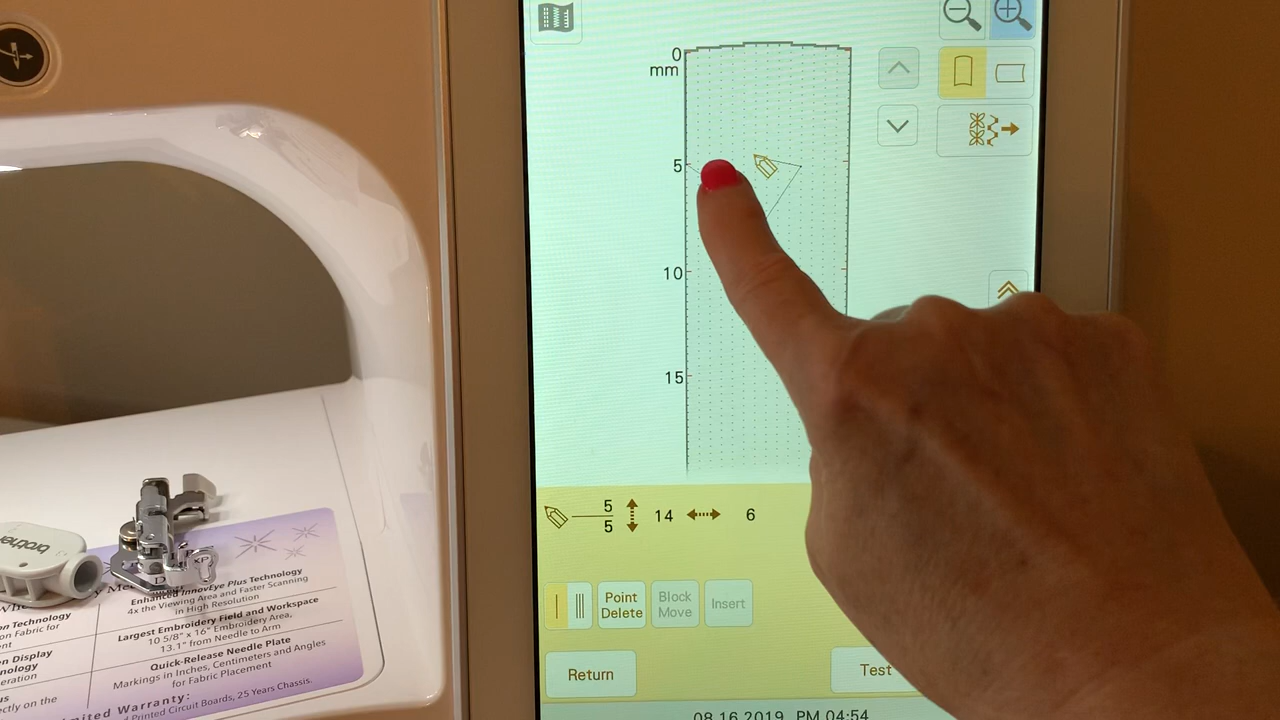 0
mm
5
10
15
5
5
14
6
Point
Delete
Block
Move
Insert
Return
Test
08.16.2019 PM 04:54
brother
Enhanced InnovEye Plus Technology
4x the Viewing Area and Faster Scanning
in High Resolution
Largest Embroidery Field and Workspace
10 5/8" x 16" Embroidery Area,
13.1" from Needle to Arm
Quick-Release Needle Plate
Markings in Inches, Centimeters and Angles
for Fabric Placement
on Technology
on Fabric for
Display
Limited Warranty:
Printed Circuit Boards, 25 Years Chassis.